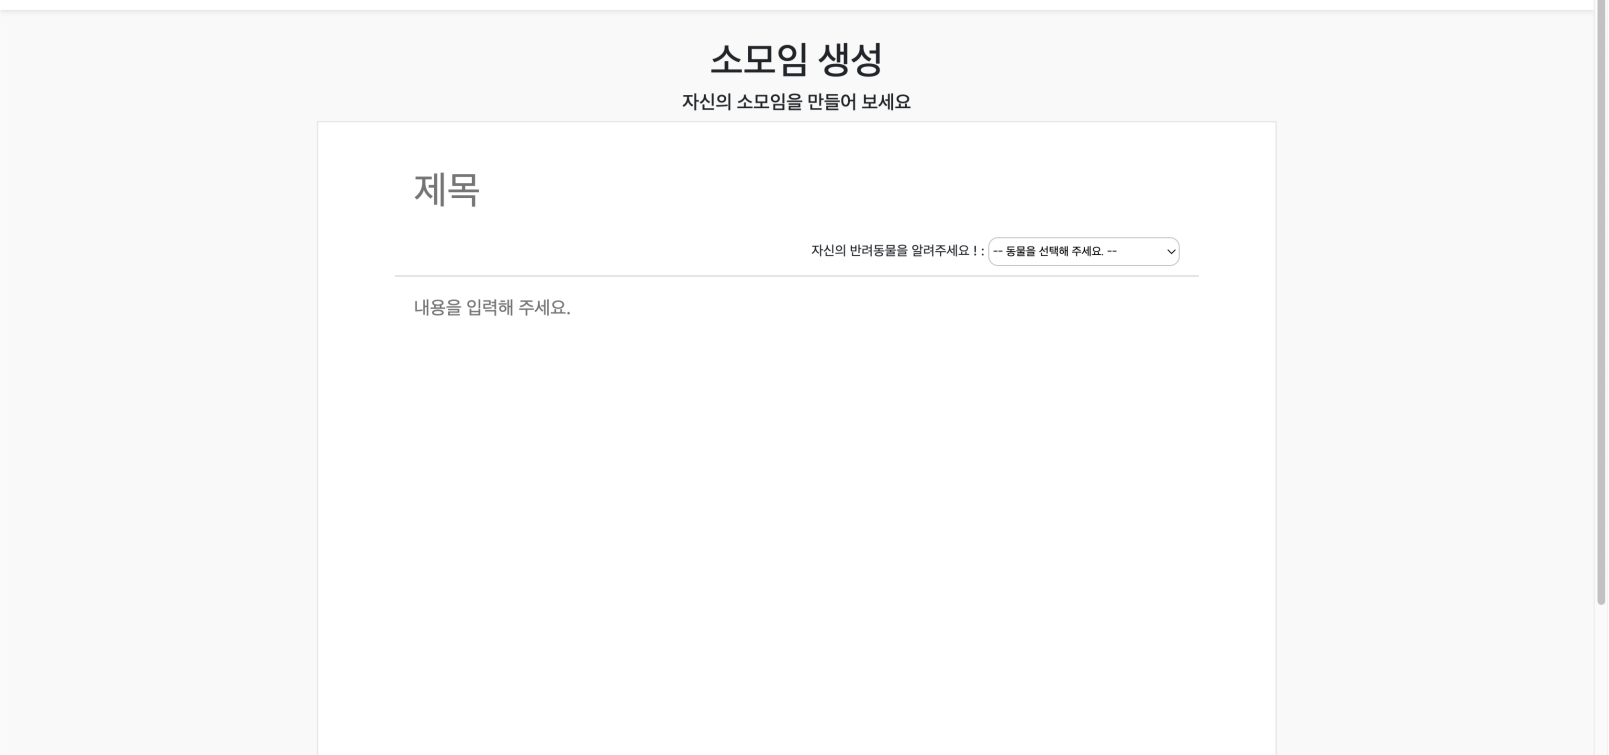 소모임 생성
자신의 소모임을 만들어 보세요
제목
자신의 반려동물을 알려주세요 ! : -- 동물을 선택해 주세요. --
내용을 입력해 주세요.